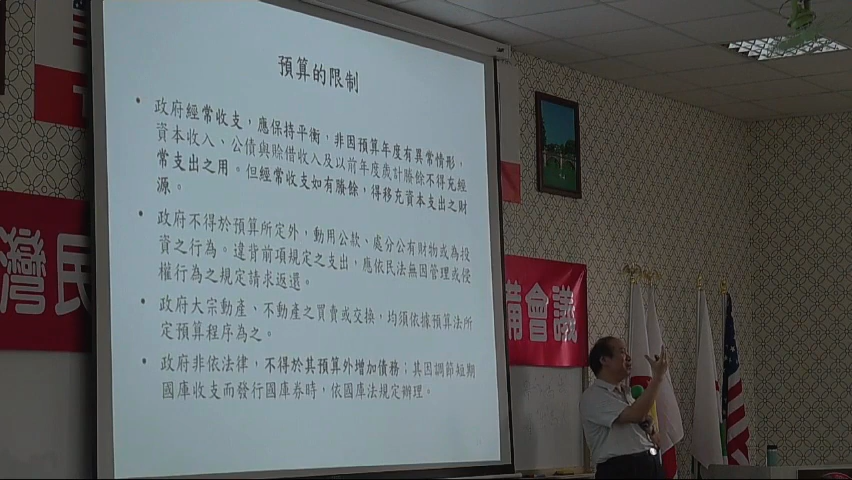 預算的限制
• 政府經常收支，應保持平衡，非因預算年度有異常情形，
資本收入、公債與賒借收入及以前年度歲計賸餘不得充經
常支出之用。但經常收支如有賸餘，得移充資本支出之財
源。
• 政府不得於預算所定外，動用公款、處分公有財物或為投
資之行為。違背前項規定之支出，應依民法無因管理或侵
權行為之規定請求返還。
• 政府大宗動產、不動產之買賣或交換，均須依據預算法所
定預算程序為之。
• 政府非依法律，不得於其預算外增加債務；其因調節短期
國庫收支而發行國庫券時，依國庫法規定辦理。
灣民
備會議